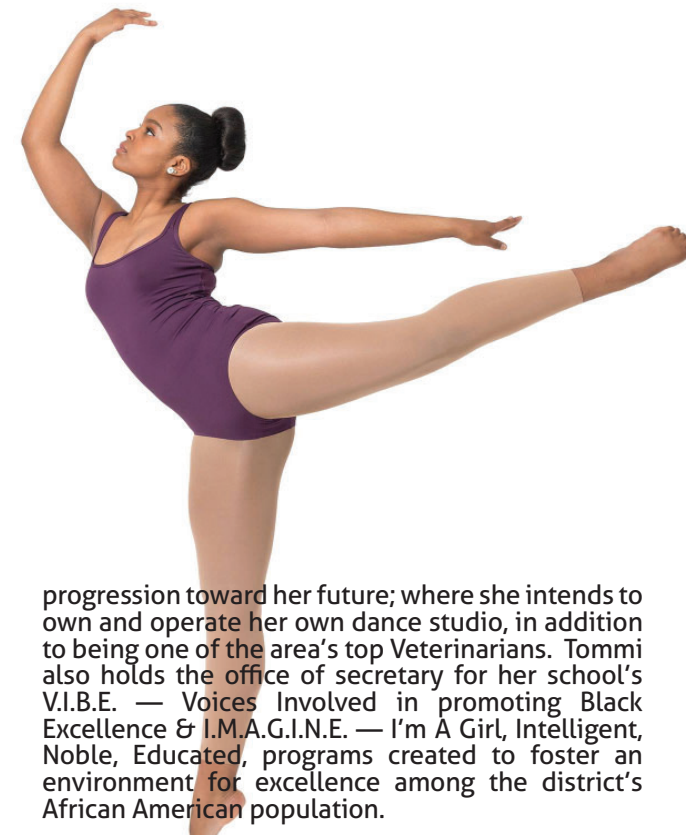 progression toward her future; where she intends to
own and operate her own dance studio, in addition
to being one of the area's top Veterinarians.  Tommi
also holds the office of secretary for her school's
V.I.B.E. — Voices Involved in promoting Black
Excellence & I.M.A.G.I.N.E. — I'm A Girl, Intelligent,
Noble, Educated, programs created to foster an
environment for excellence among the district's
African American population.